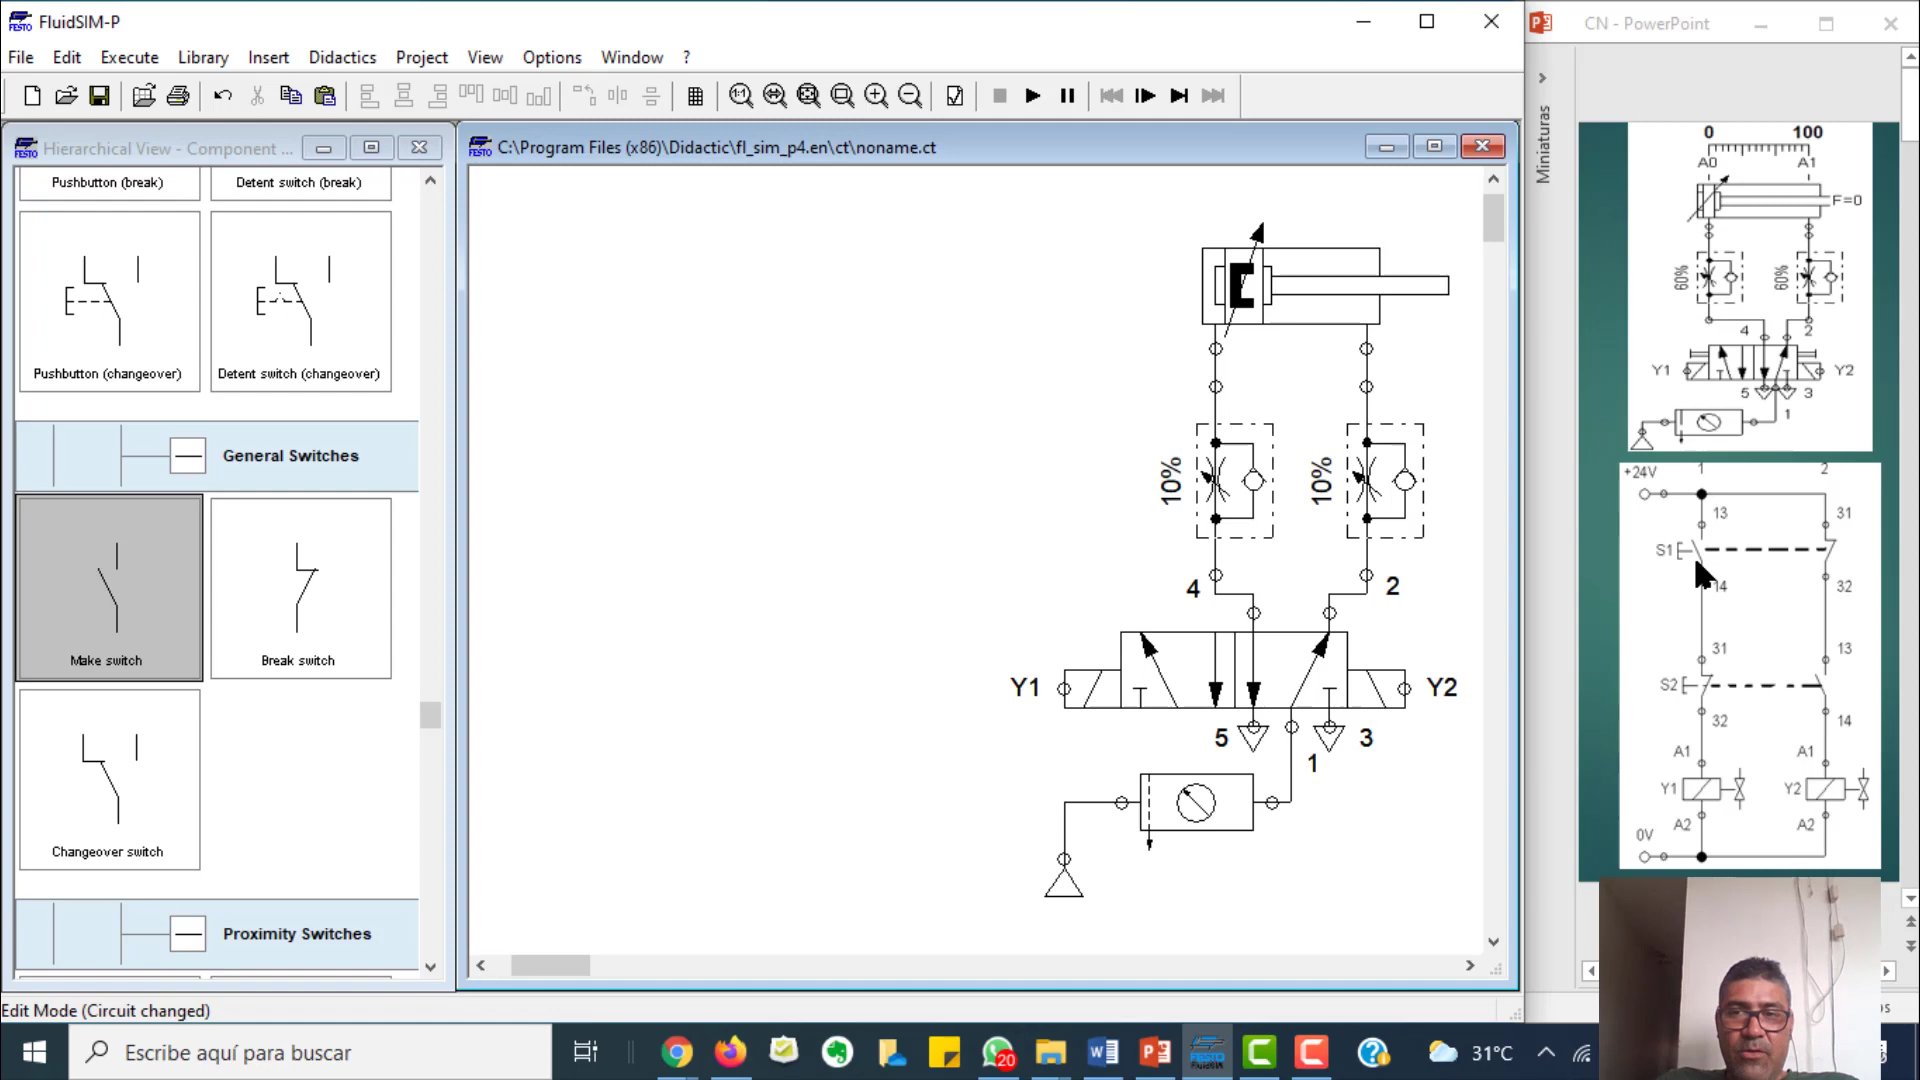 FluidSIM-P
File Edit Execute Library Insert Didactics Project View Options Window ?
Hierarchical View - Component ...
Pushbutton (break) Detent switch (break)
Pushbutton (changeover) Detent switch (changeover)
General Switches
Make switch Break switch
Changeover switch
Proximity Switches
C:\Program Files (x86)\Didactic\fl_sim_p4.en\ct\noname.ct
10% 10%
4 2
Y1 Y2
5 3
1
Edit Mode (Circuit changed)
CN - PowerPoint
Miniaturas
0 100
A0 A1
F=0
60% 60%
4 2
Y1 Y2
5 3
1
+24V 1 2
13 31
S1
14 32
31 13
S2
32 14
A1 A1
Y1 Y2
A2 A2
0V
Escribe aquí para buscar
20
31°C